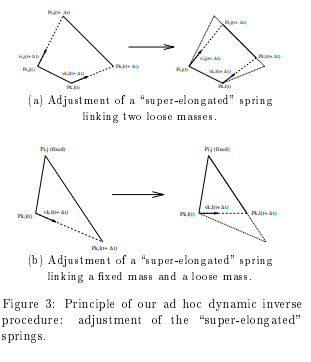 Pi,j(t+ Δt)
Pi,j(t+ Δt)
vi,j(t+Δt)
Pi,j(t)
vk,l(t+ Δt)
Pk,l(t+ Δt)
Pk,l(t)
vi,j(t+Δt)
Pi,j(t)
vk,l(t+ Δt)
Pk,l(t+ Δt)
Pk,l(t)
(a) Adjustment of a “super-elongated” spring
linking two loose masses.
Pi,j (fixed)
Pi,j (fixed)
Pk,l(t)
vk,l(t+ Δt)
Pk,l(t+ Δt)
Pk,l(t)
vk,l(t+ Δt)
Pk,l(t+ Δt)
(b) Adjustment of a “super-elongated” spring
linking a fixed mass and a loose mass.
Figure 3: Principle of our ad hoc dynamic inverse
procedure: adjustment of the “super-elongated”
springs.